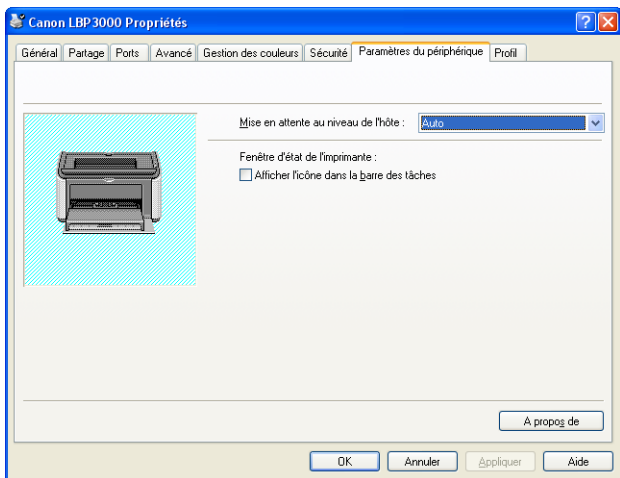 Canon LBP3000 Propriétés
Général Partage Ports Avancé Gestion des couleurs Sécurité Paramètres du périphérique Profil
Mise en attente au niveau de l'hôte : Auto
Fenêtre d'état de l'imprimante :
Afficher l'icône dans la barre des tâches
A propos de
OK Annuler Appliquer Aide